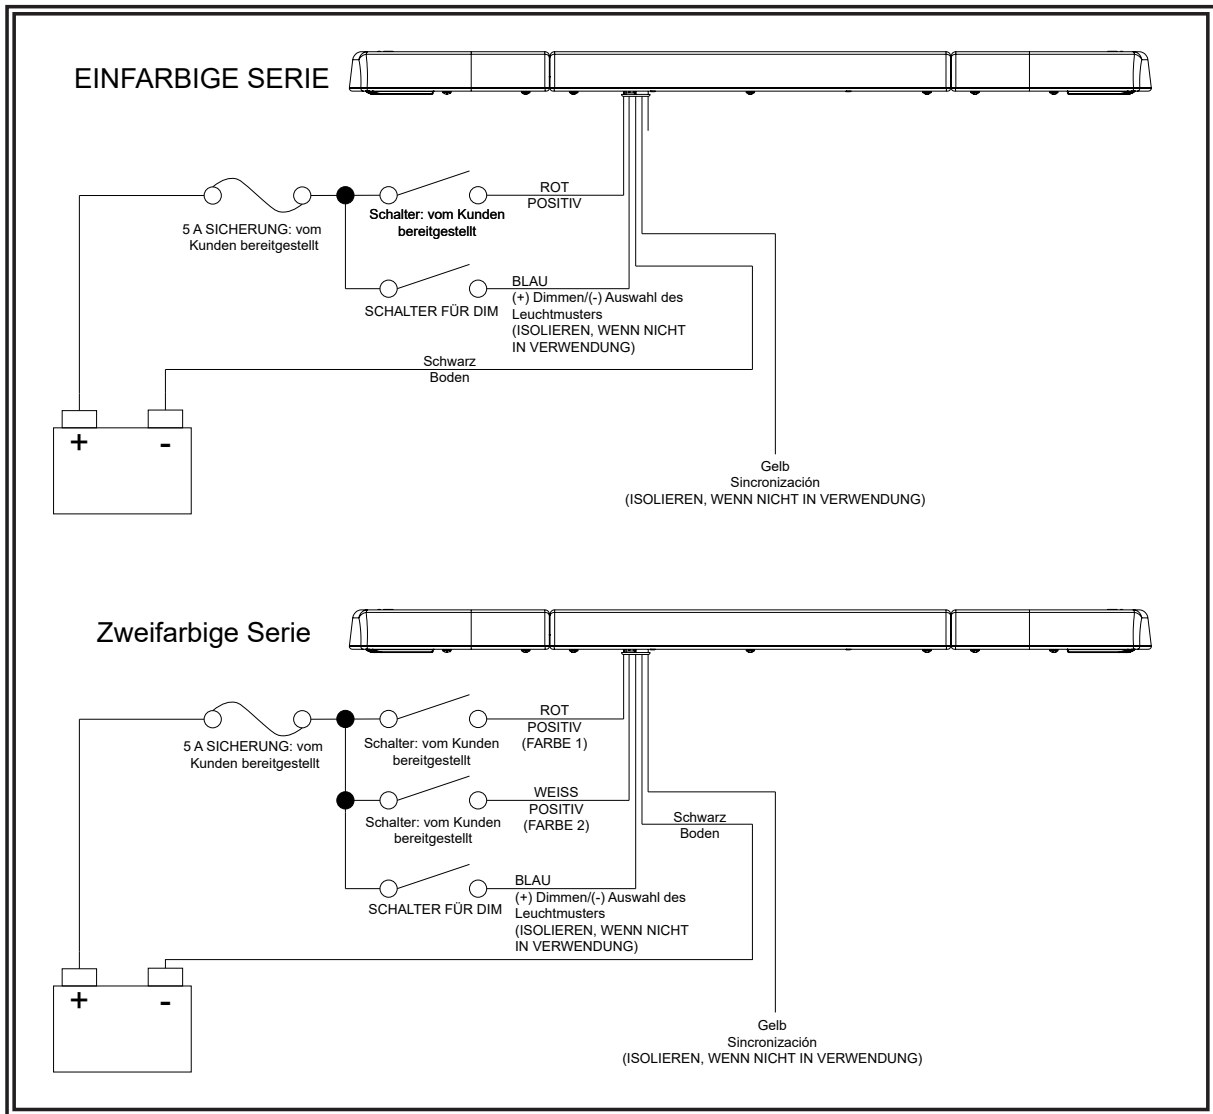 EINFARBIGE SERIE
ROT
POSITIV
5 A SICHERUNG: vom
Kunden bereitgestellt
Schalter: vom Kunden
bereitgestellt
SCHALTER FÜR DIM
BLAU
(+) Dimmen/(-) Auswahl des
Leuchtmusters
(ISOLIEREN, WENN NICHT
IN VERWENDUNG)
Schwarz
Boden
+
-
Gelb
Sincronización
(ISOLIEREN, WENN NICHT IN VERWENDUNG)
Zweifarbige Serie
ROT
POSITIV
(FARBE 1)
5 A SICHERUNG: vom
Kunden bereitgestellt
Schalter: vom Kunden
bereitgestellt
WEISS
POSITIV
(FARBE 2)
Schalter: vom Kunden
bereitgestellt
Schwarz
Boden
SCHALTER FÜR DIM
BLAU
(+) Dimmen/(-) Auswahl des
Leuchtmusters
(ISOLIEREN, WENN NICHT
IN VERWENDUNG)
+
-
Gelb
Sincronización
(ISOLIEREN, WENN NICHT IN VERWENDUNG)